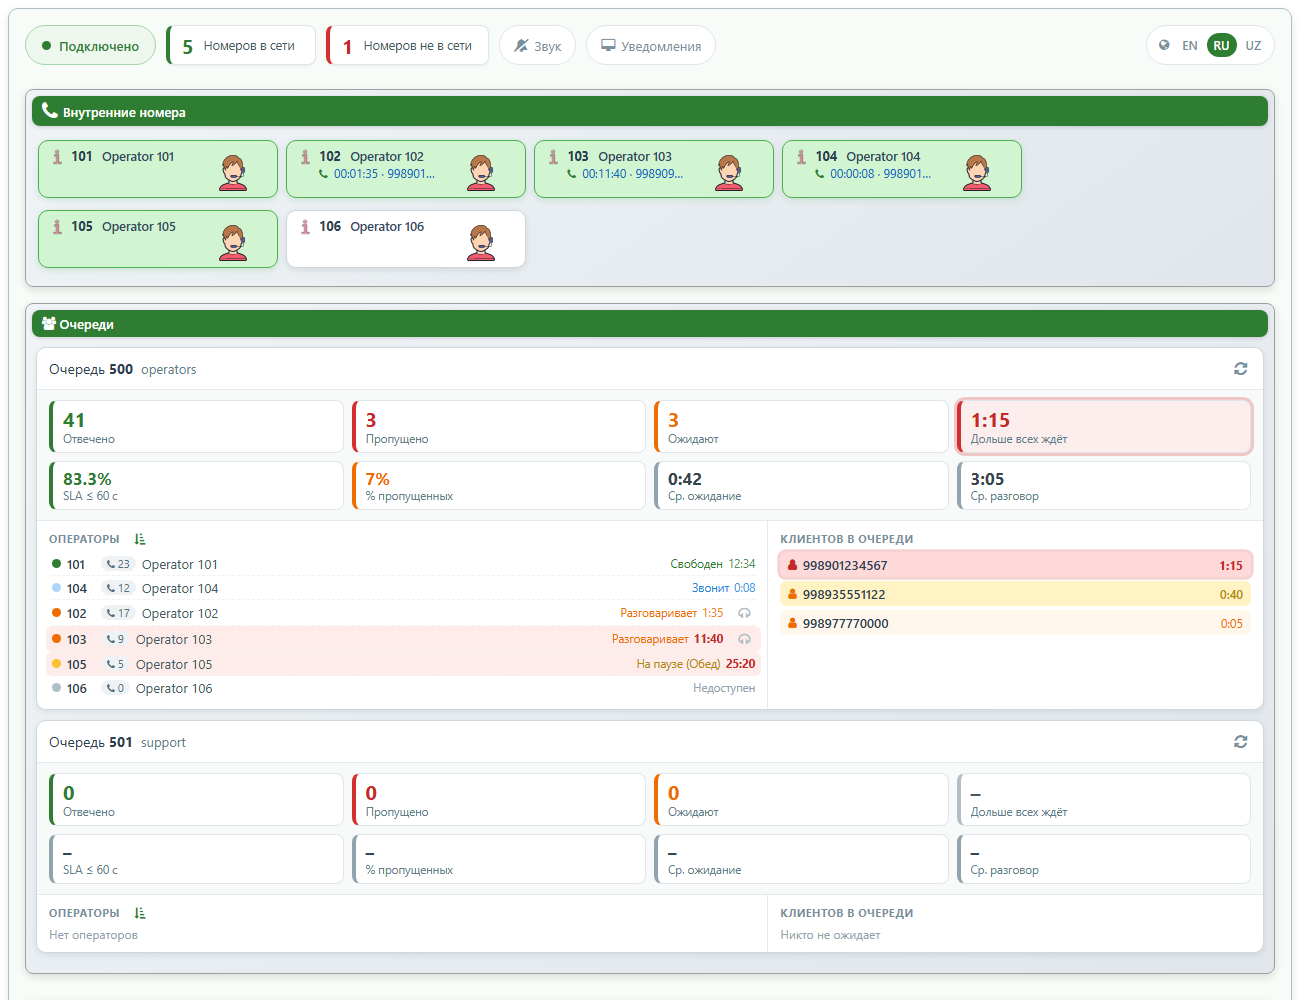 Подключено
5 Номеров в сети
1 Номеров не в сети
Звук
Уведомления
EN RU UZ
Внутренние номера
101 Operator 101
102 Operator 102
00:01:35 · 998901...
103 Operator 103
00:11:40 · 998909...
104 Operator 104
00:00:08 · 998901...
105 Operator 105
106 Operator 106
Очереди
Очередь 500 operators
41
Отвечено
3
Пропущено
3
Ожидают
1:15
Дольше всех ждёт
83.3%
SLA ≤ 60 с
7%
% пропущенных
0:42
Ср. ожидание
3:05
Ср. разговор
ОПЕРАТОРЫ
101 23 Operator 101 Свободен 12:34
104 12 Operator 104 Звонит 0:08
102 17 Operator 102 Разговаривает 1:35
103 9 Operator 103 Разговаривает 11:40
105 5 Operator 105 На паузе (Обед) 25:20
106 0 Operator 106 Недоступен
КЛИЕНТОВ В ОЧЕРЕДИ
998901234567 1:15
998935551122 0:40
998977770000 0:05
Очередь 501 support
0
Отвечено
0
Пропущено
0
Ожидают
–
Дольше всех ждёт
–
SLA ≤ 60 с
–
% пропущенных
–
Ср. ожидание
–
Ср. разговор
ОПЕРАТОРЫ
Нет операторов
КЛИЕНТОВ В ОЧЕРЕДИ
Никто не ожидает